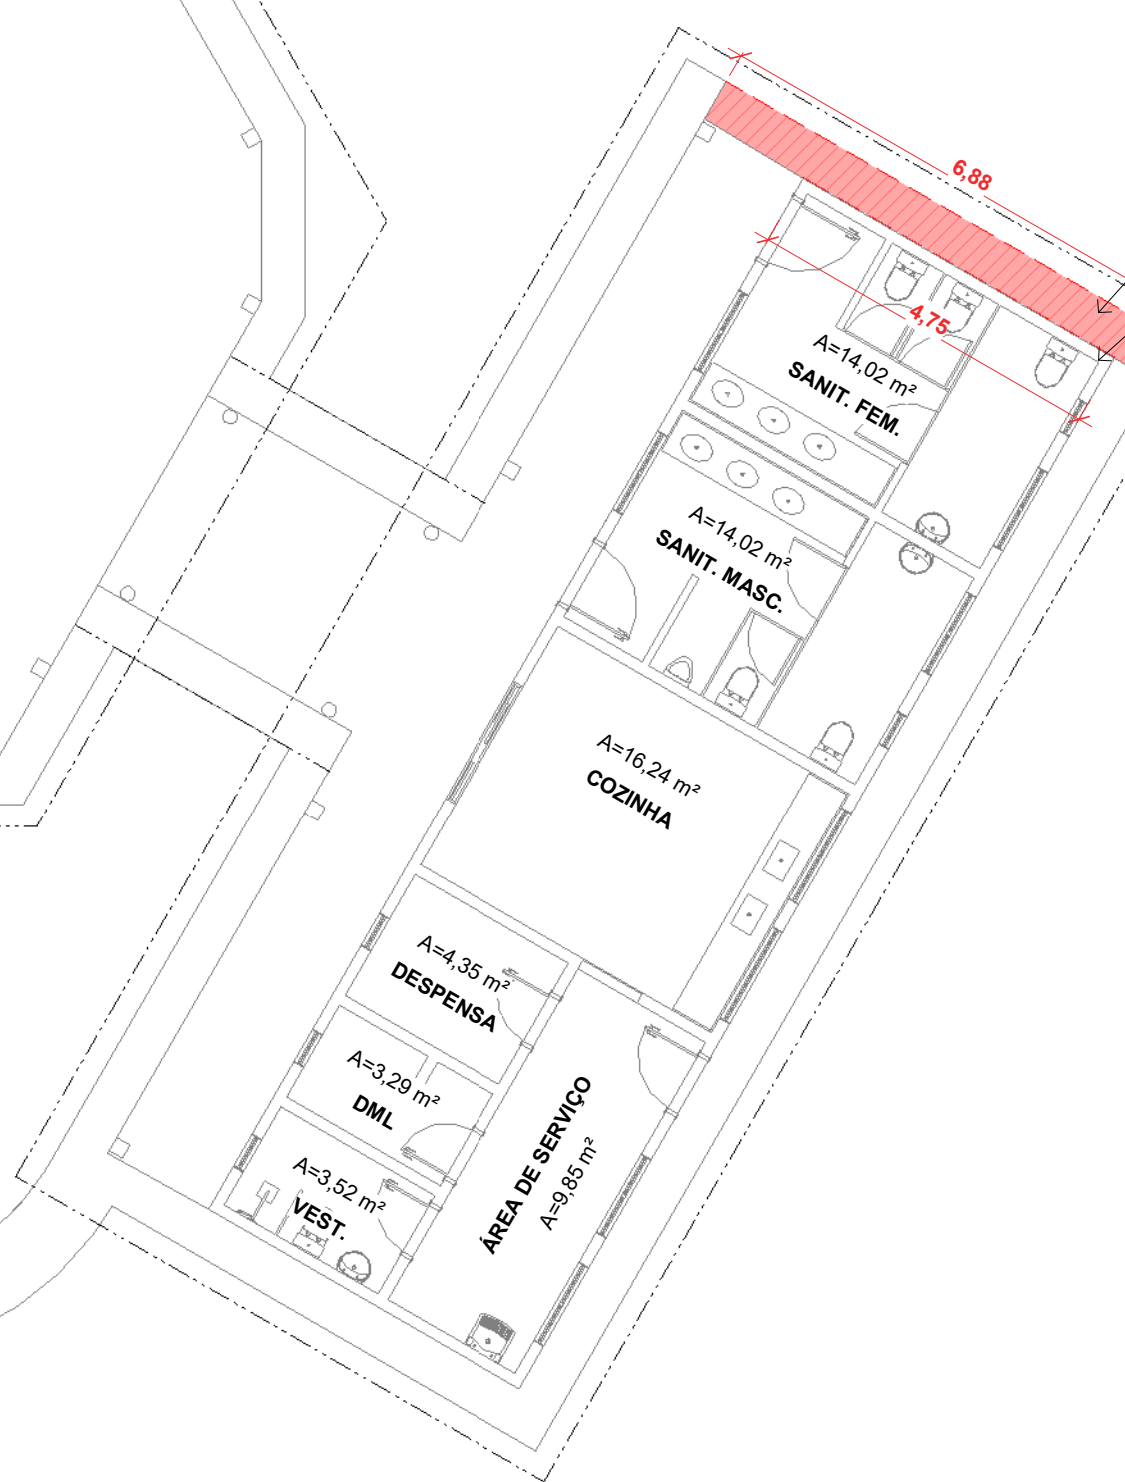 6,88
4,75
A=14,02 m²
SANIT. FEM.
A=14,02 m²
SANIT. MASC.
A=16,24 m²
COZINHA
A=4,35 m²
DESPENSA
A=3,29 m²
DML
A=3,52 m²
VEST.
ÁREA DE SERVIÇO
A=9,85 m²